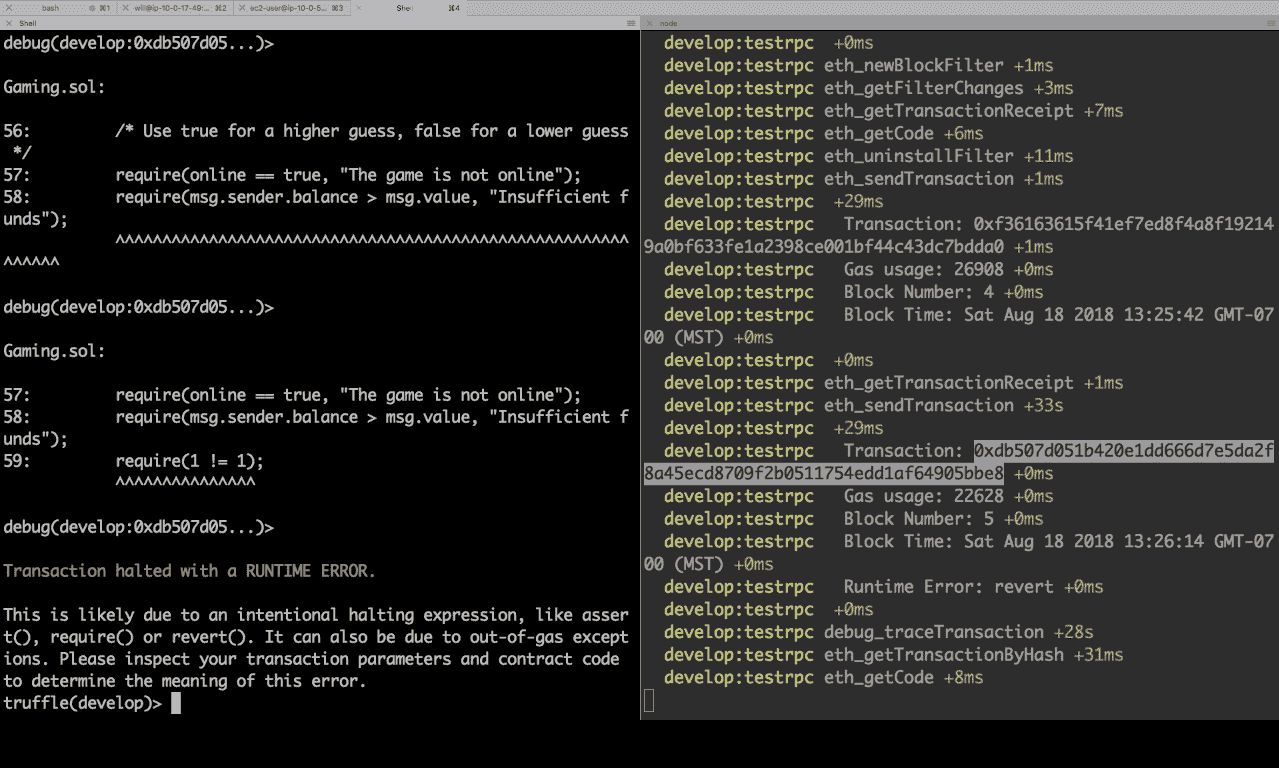 bash ⌘1 will@ip-10-0-17-49:... ⌘2 ec2-user@ip-10-0-5... ⌘3 Shell ⌘4
Shell
debug(develop:0xdb507d05...)>
Gaming.sol:
56: /* Use true for a higher guess, false for a lower guess
*/
57: require(online == true, "The game is not online");
58: require(msg.sender.balance > msg.value, "Insufficient f
unds");
^^^^^^^^^^^^^^^^^^^^^^^^^^^^^^^^^^^^^^^^^^^^^^^^^^^^^^^
^^^^^^
debug(develop:0xdb507d05...)>
Gaming.sol:
57: require(online == true, "The game is not online");
58: require(msg.sender.balance > msg.value, "Insufficient f
unds");
59: require(1 != 1);
^^^^^^^^^^^^^^^
debug(develop:0xdb507d05...)>
Transaction halted with a RUNTIME ERROR.
This is likely due to an intentional halting expression, like asser
t(), require() or revert(). It can also be due to out-of-gas except
ions. Please inspect your transaction parameters and contract code
to determine the meaning of this error.
truffle(develop)>
node
develop:testrpc +0ms
develop:testrpc eth_newBlockFilter +1ms
develop:testrpc eth_getFilterChanges +3ms
develop:testrpc eth_getTransactionReceipt +7ms
develop:testrpc eth_getCode +6ms
develop:testrpc eth_uninstallFilter +11ms
develop:testrpc eth_sendTransaction +1ms
develop:testrpc +29ms
develop:testrpc Transaction: 0xf36163615f41ef7ed8f4a8f19214
9a0bf633fe1a2398ce001bf44c43dc7bdda0 +1ms
develop:testrpc Gas usage: 26908 +0ms
develop:testrpc Block Number: 4 +0ms
develop:testrpc Block Time: Sat Aug 18 2018 13:25:42 GMT-07
00 (MST) +0ms
develop:testrpc +0ms
develop:testrpc eth_getTransactionReceipt +1ms
develop:testrpc eth_sendTransaction +33s
develop:testrpc +29ms
develop:testrpc Transaction: 0xdb507d051b420e1dd666d7e5da2f
8a45ecd8709f2b0511754edd1af64905bbe8 +0ms
develop:testrpc Gas usage: 22628 +0ms
develop:testrpc Block Number: 5 +0ms
develop:testrpc Block Time: Sat Aug 18 2018 13:26:14 GMT-07
00 (MST) +0ms
develop:testrpc Runtime Error: revert +0ms
develop:testrpc +0ms
develop:testrpc debug_traceTransaction +28s
develop:testrpc eth_getTransactionByHash +31ms
develop:testrpc eth_getCode +8ms